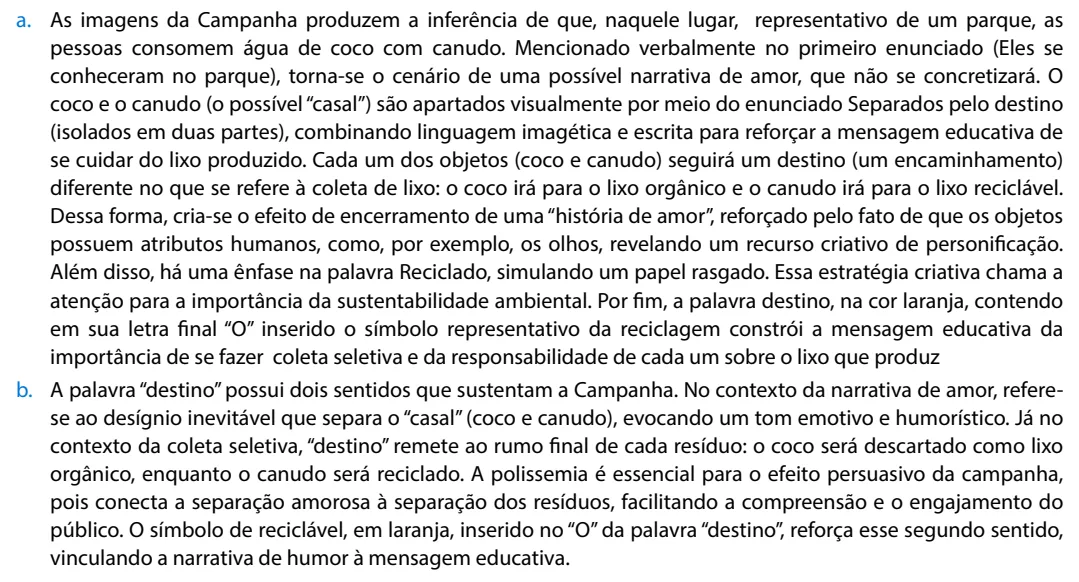 a. As imagens da Campanha produzem a inferência de que, naquele lugar, representativo de um parque, as
pessoas consomem água de coco com canudo. Mencionado verbalmente no primeiro enunciado (Eles se
conheceram no parque), torna-se o cenário de uma possível narrativa de amor, que não se concretizará. O
coco e o canudo (o possível “casal”) são apartados visualmente por meio do enunciado Separados pelo destino
(isolados em duas partes), combinando linguagem imagética e escrita para reforçar a mensagem educativa de
se cuidar do lixo produzido. Cada um dos objetos (coco e canudo) seguirá um destino (um encaminhamento)
diferente no que se refere à coleta de lixo: o coco irá para o lixo orgânico e o canudo irá para o lixo reciclável.
Dessa forma, cria-se o efeito de encerramento de uma “história de amor”, reforçado pelo fato de que os objetos
possuem atributos humanos, como, por exemplo, os olhos, revelando um recurso criativo de personificação.
Além disso, há uma ênfase na palavra Reciclado, simulando um papel rasgado. Essa estratégia criativa chama a
atenção para a importância da sustentabilidade ambiental. Por fim, a palavra destino, na cor laranja, contendo
em sua letra final “O” inserido o símbolo representativo da reciclagem constrói a mensagem educativa da
importância de se fazer coleta seletiva e da responsabilidade de cada um sobre o lixo que produz
b. A palavra “destino” possui dois sentidos que sustentam a Campanha. No contexto da narrativa de amor, refere-
se ao desígnio inevitável que separa o “casal” (coco e canudo), evocando um tom emotivo e humorístico. Já no
contexto da coleta seletiva, “destino” remete ao rumo final de cada resíduo: o coco será descartado como lixo
orgânico, enquanto o canudo será reciclado. A polissemia é essencial para o efeito persuasivo da campanha,
pois conecta a separação amorosa à separação dos resíduos, facilitando a compreensão e o engajamento do
público. O símbolo de reciclável, em laranja, inserido no “O” da palavra “destino”, reforça esse segundo sentido,
vinculando a narrativa de humor à mensagem educativa.